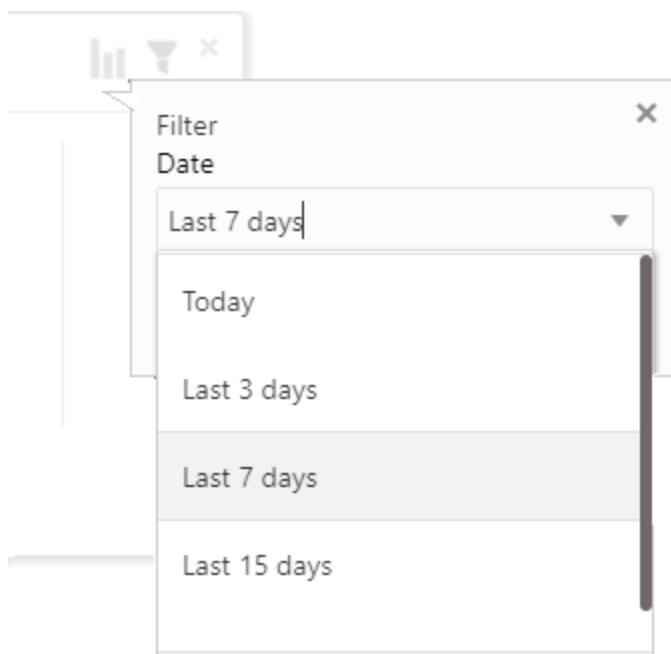 Filter
Date
Last 7 days
Today
Last 3 days
Last 7 days
Last 15 days